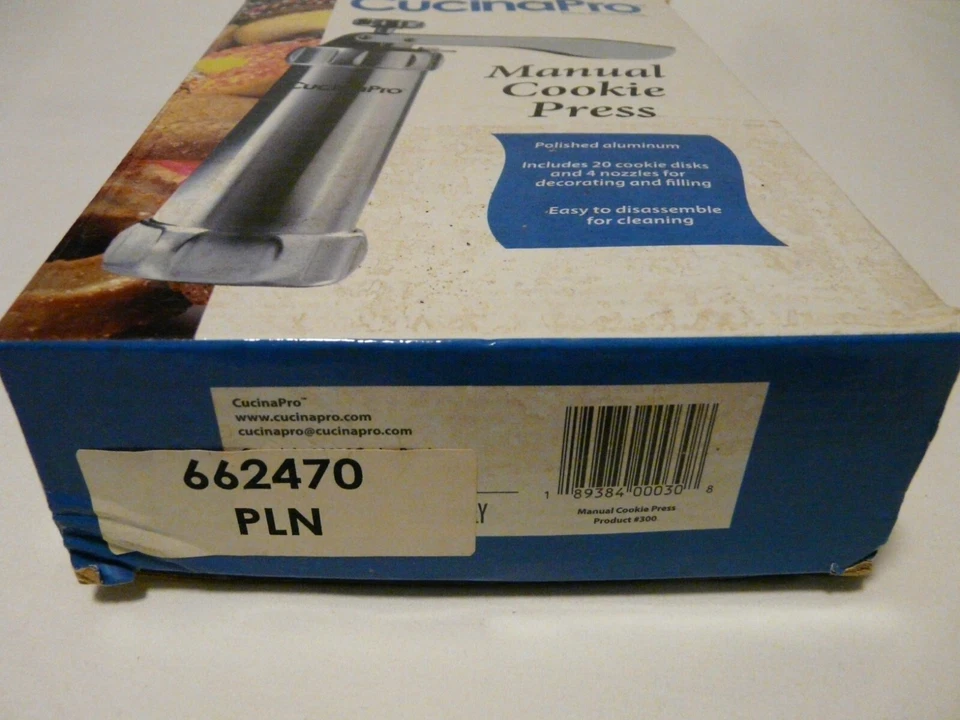 CucinaPro™
CucinaPro
Manual
Cookie
Press
Polished aluminum
Includes 20 cookie disks
and 4 nozzles for
decorating and filling
Easy to disassemble
for cleaning
CucinaPro™
www.cucinapro.com
cucinapro@cucinapro.com
662470
PLN
1 89384 00030 8
Manual Cookie Press
Product #300